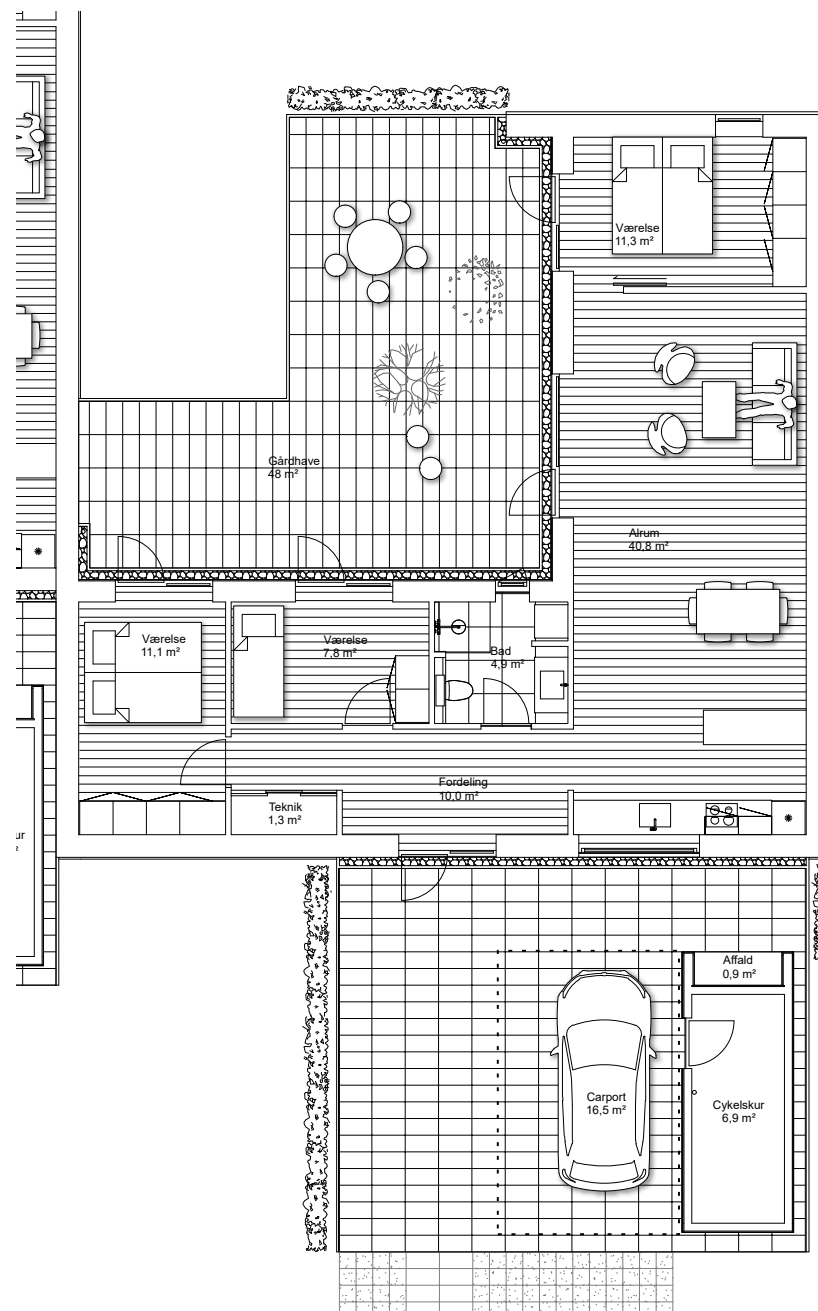 Værelse
11,3 m²
Gårdhave
48 m²
Alrum
40,8 m²
Værelse
11,1 m²
Værelse
7,8 m²
Bad
4,9 m²
Fordeling
10,0 m²
Teknik
1,3 m²
ur
²
Affald
0,9 m²
Carport
16,5 m²
Cykelskur
6,9 m²